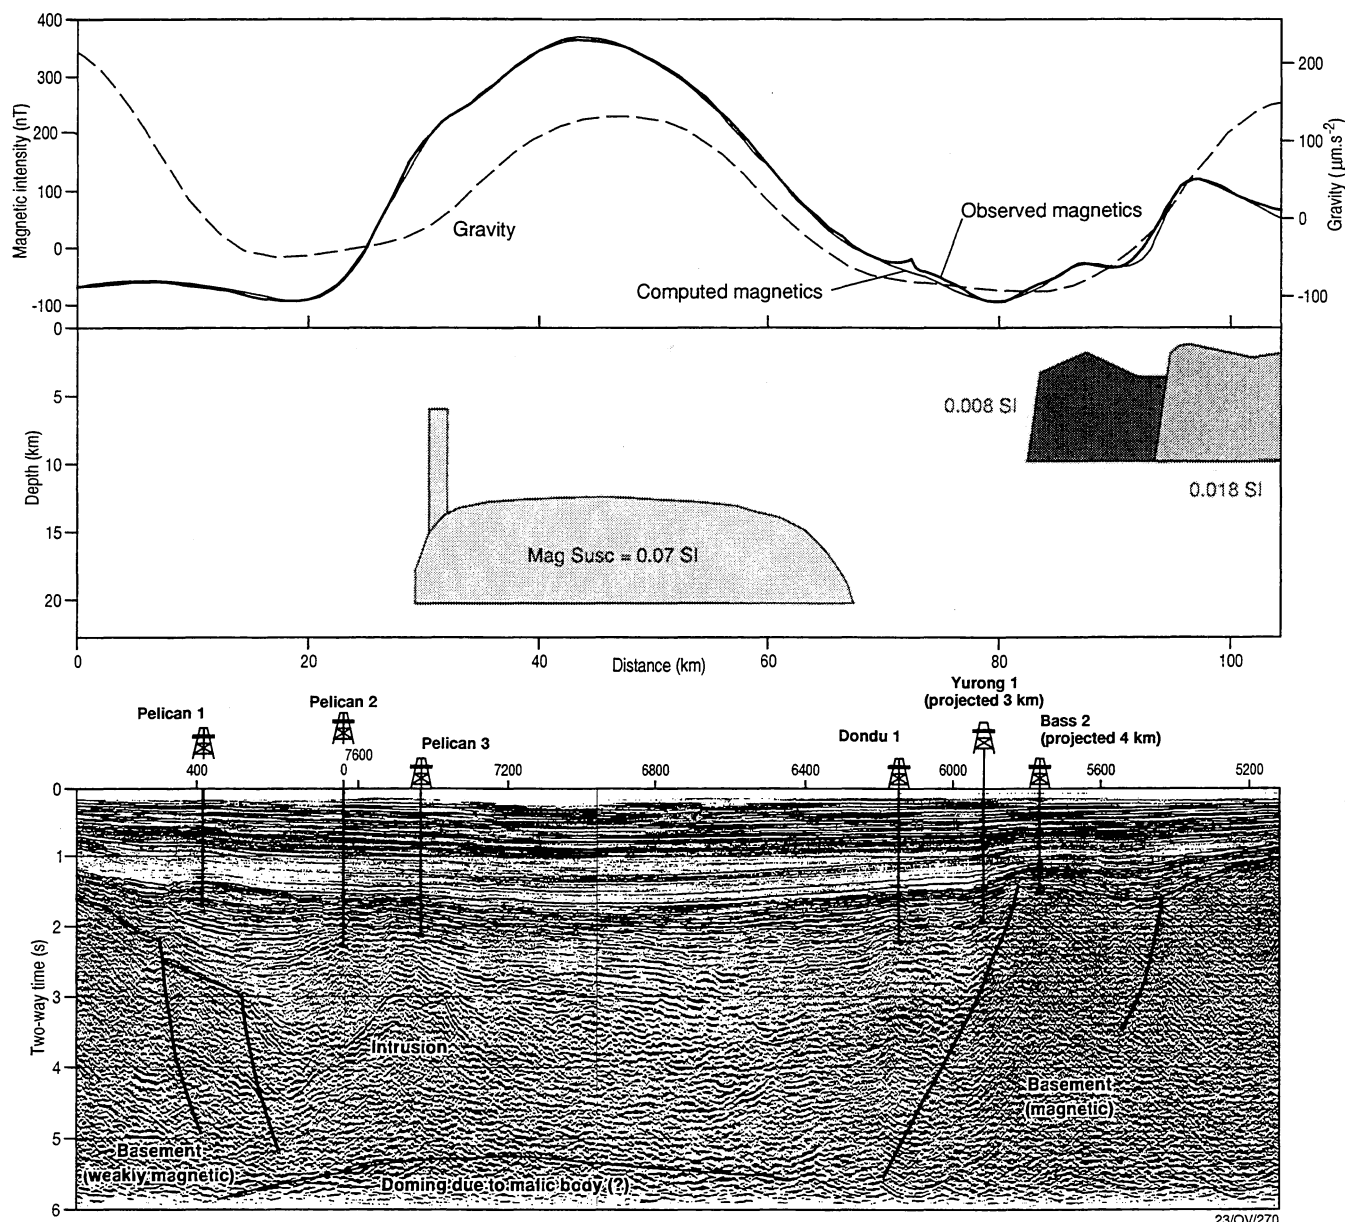 400
300
200
100
0
-100
Magnetic intensity (nT)
200
100
0
-100
Gravity (µm.s-2)
Gravity
Observed magnetics
Computed magnetics
0
5
10
15
20
Depth (km)
0.008 SI
0.018 SI
Mag Susc = 0.07 SI
0 20 40 60 80 100
Distance (km)
Pelican 1
Pelican 2
Pelican 3
Dondu 1
Yurong 1
(projected 3 km)
Bass 2
(projected 4 km)
400 0 7600 7200 6800 6400 6000 5600 5200
0
1
2
3
4
5
6
Two-way time (s)
Intrusion
Basement
(magnetic)
Basement
(weakly magnetic)
Doming due to mafic body (?)
23/OV/270